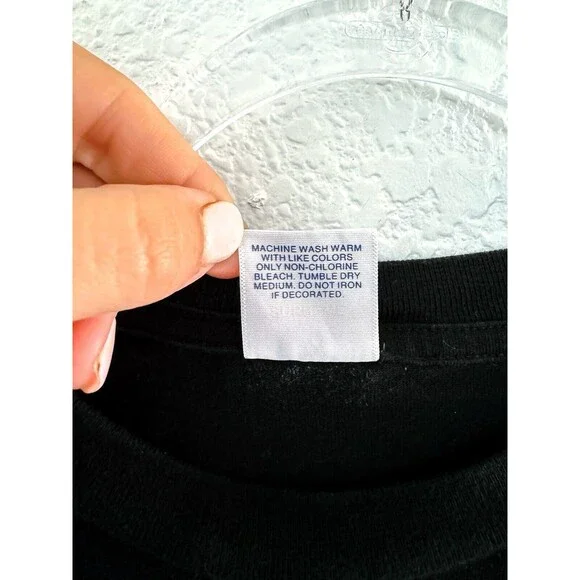 MACHINE WASH WARM
WITH LIKE COLORS
ONLY NON-CHLORINE
BLEACH. TUMBLE DRY
MEDIUM. DO NOT IRON
IF DECORATED.